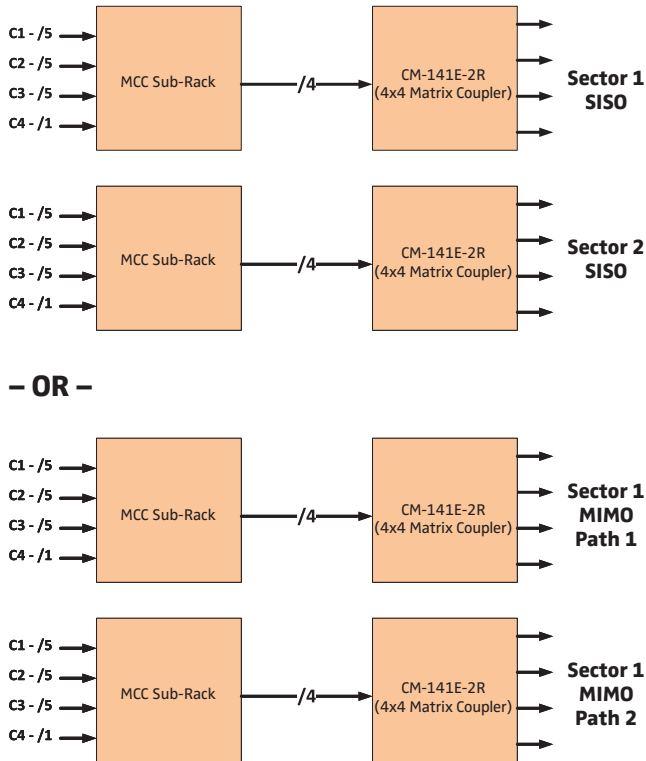 C1 - /5
C2 - /5
C3 - /5
C4 - /1
MCC Sub-Rack
/4
CM-141E-2R
(4x4 Matrix Coupler)
Sector 1
SISO
C1 - /5
C2 - /5
C3 - /5
C4 - /1
MCC Sub-Rack
/4
CM-141E-2R
(4x4 Matrix Coupler)
Sector 2
SISO
– OR –
C1 - /5
C2 - /5
C3 - /5
C4 - /1
MCC Sub-Rack
/4
CM-141E-2R
(4x4 Matrix Coupler)
Sector 1
MIMO
Path 1
C1 - /5
C2 - /5
C3 - /5
C4 - /1
MCC Sub-Rack
/4
CM-141E-2R
(4x4 Matrix Coupler)
Sector 1
MIMO
Path 2